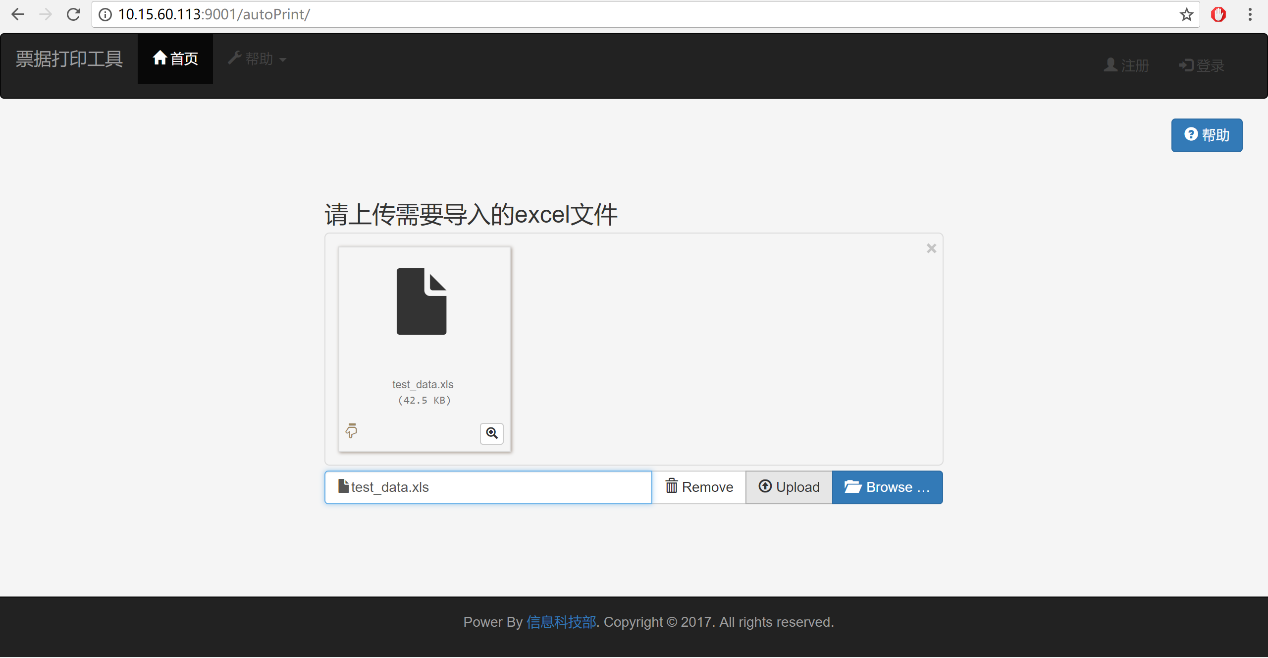 10.15.60.113:9001/autoPrint/
票据打印工具 首页 帮助 注册 登录
帮助
请上传需要导入的excel文件
test_data.xls
(42.5 KB)
test_data.xls Remove Upload Browse ...
Power By 信息科技部. Copyright © 2017. All rights reserved.